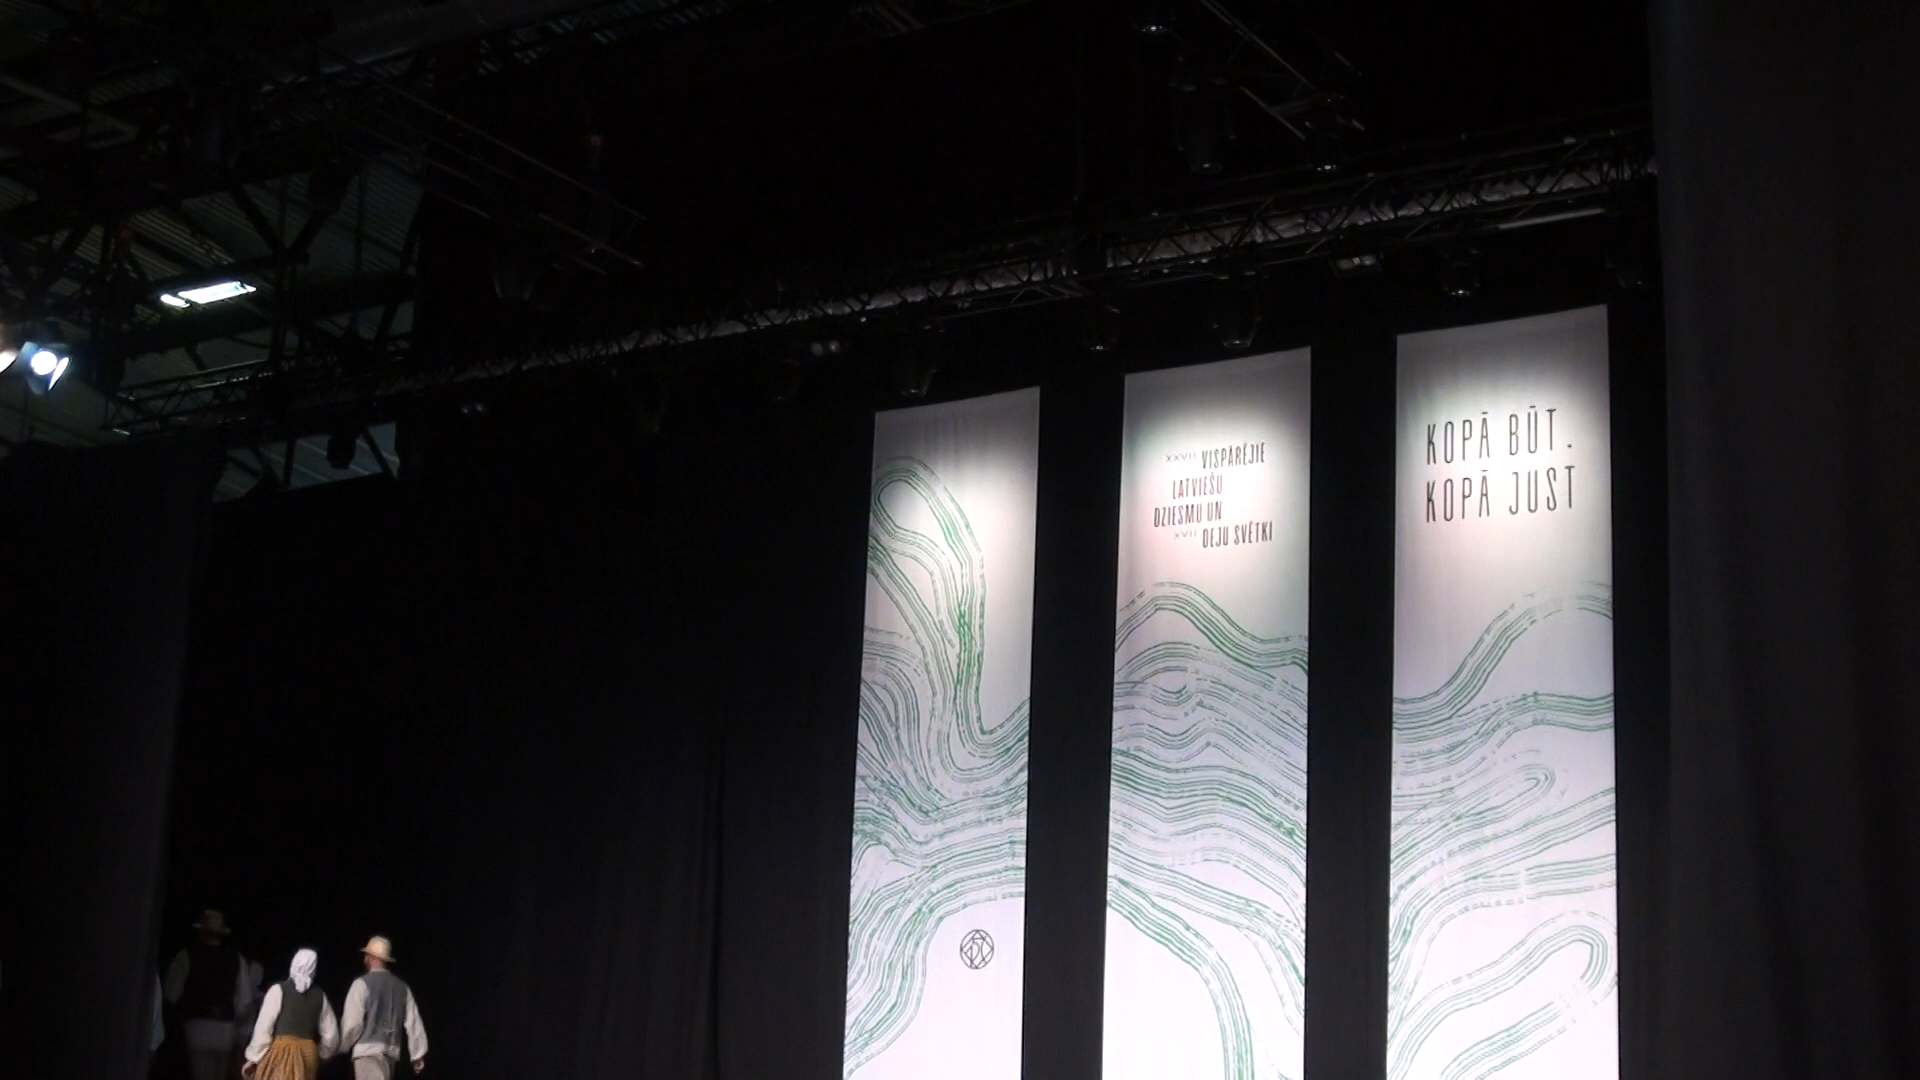 XXVII VISPĀRĒJIE
LATVIEŠU
DZIESMU UN
XVII DEJU SVĒTKI
KOPĀ BŪT.
KOPĀ JUST